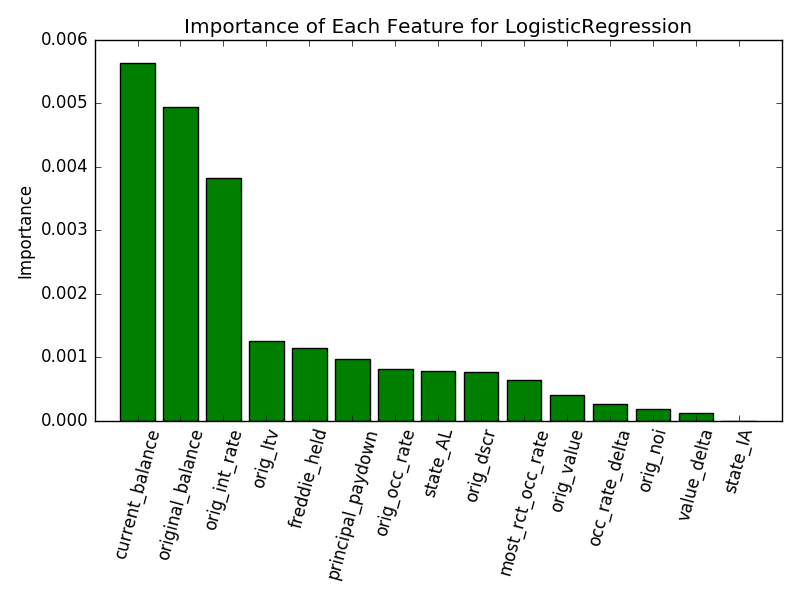 Importance of Each Feature for LogisticRegression
0.006
0.005
0.004
0.003
0.002
0.001
0.000
Importance
current_balance
original_balance
orig_int_rate
orig_ltv
freddie_held
principal_paydown
orig_occ_rate
state_AL
orig_dscr
most_rct_occ_rate
orig_value
occ_rate_delta
orig_noi
value_delta
state_IA